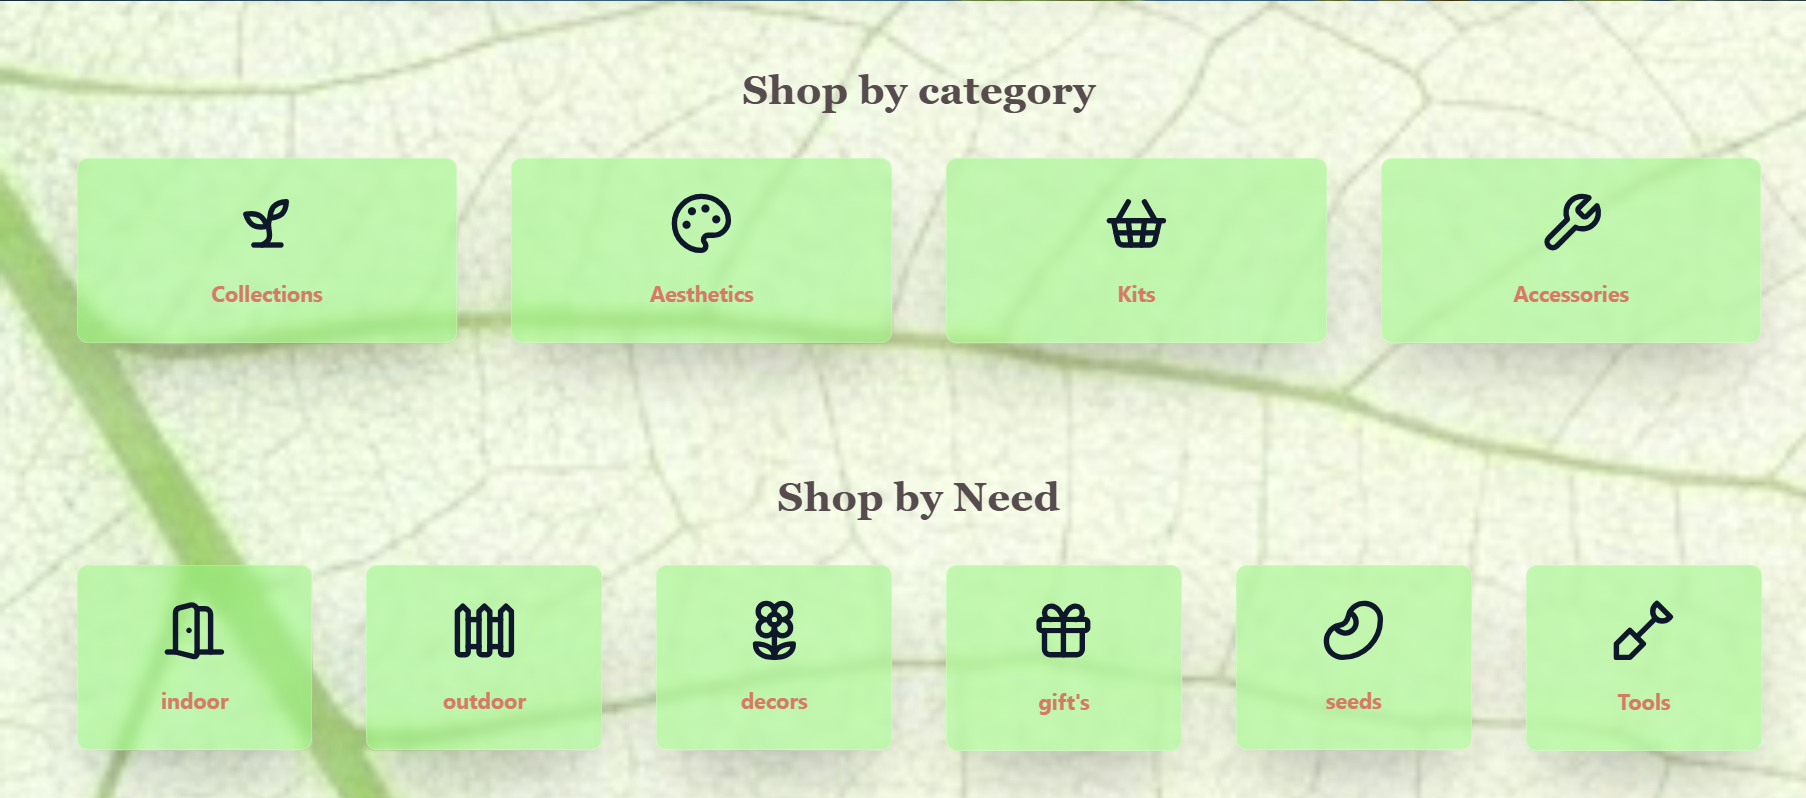 Shop by category
Collections
Aesthetics
Kits
Accessories
Shop by Need
indoor
outdoor
decors
gift's
seeds
Tools